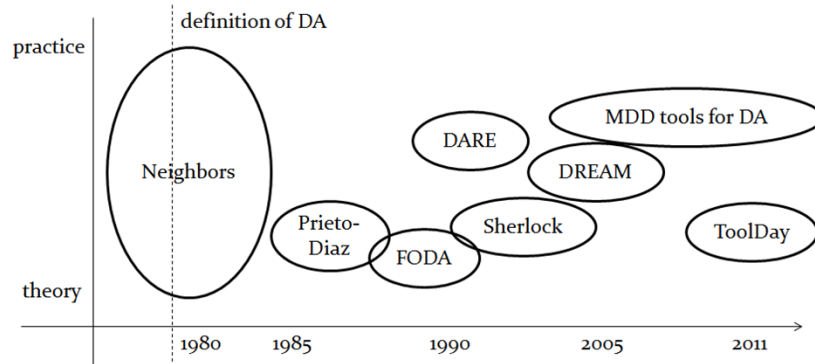 definition of DA
practice
MDD tools for DA
DARE
Neighbors
DREAM
Prieto-
Diaz
Sherlock
ToolDay
FODA
theory
1980 1985 1990 2005 2011